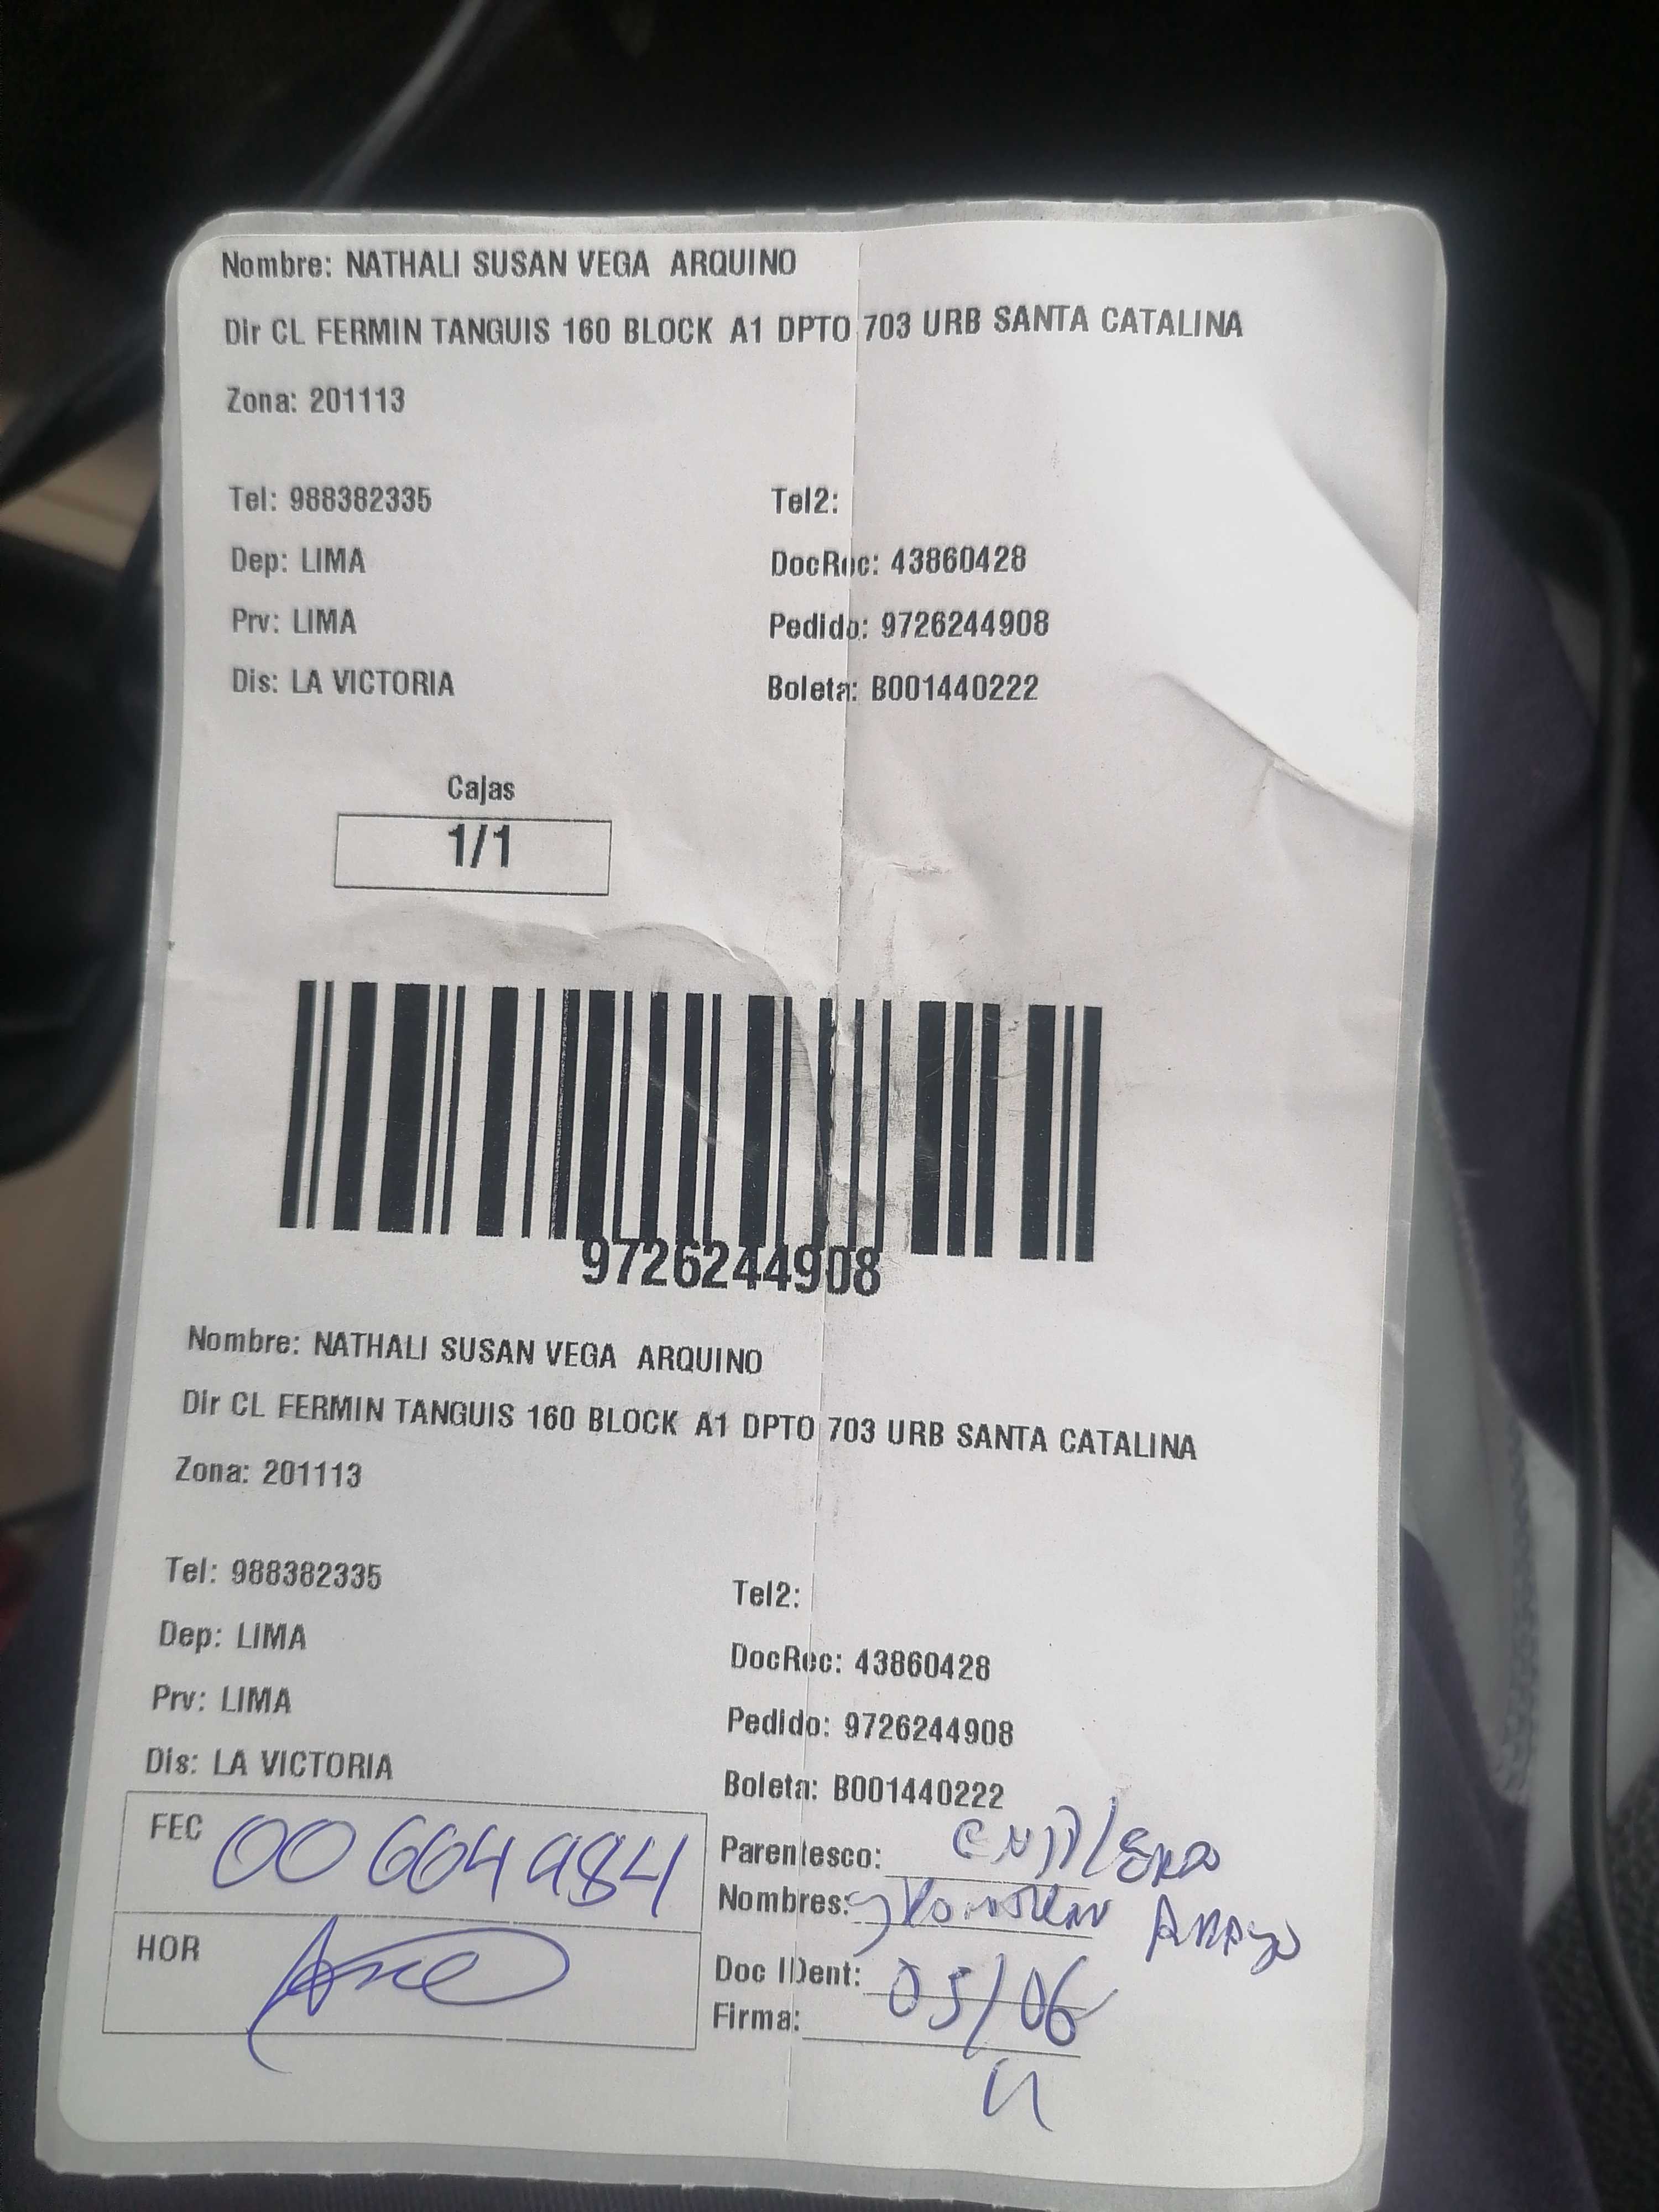 Nombre: NATHALI SUSAN VEGA ARQUINO
Dir CL FERMIN TANGUIS 160 BLOCK A1 DPTO 703 URB SANTA CATALINA
Zona: 201113
Tel: 988382335 Tel2:
Dep: LIMA DocRec: 43860428
Prv: LIMA Pedido: 9726244908
Dis: LA VICTORIA Boleta: B001440222
Cajas
1/1
9726244908
Nombre: NATHALI SUSAN VEGA ARQUINO
Dir CL FERMIN TANGUIS 160 BLOCK A1 DPTO 703 URB SANTA CATALINA
Zona: 201113
Tel: 988382335 Tel2:
Dep: LIMA DocRec: 43860428
Prv: LIMA Pedido: 9726244908
Dis: LA VICTORIA Boleta: B001440222
FEC 006664984 Parentesco:
Nombres:
HOR Doc IDent: 05/06
Firma: